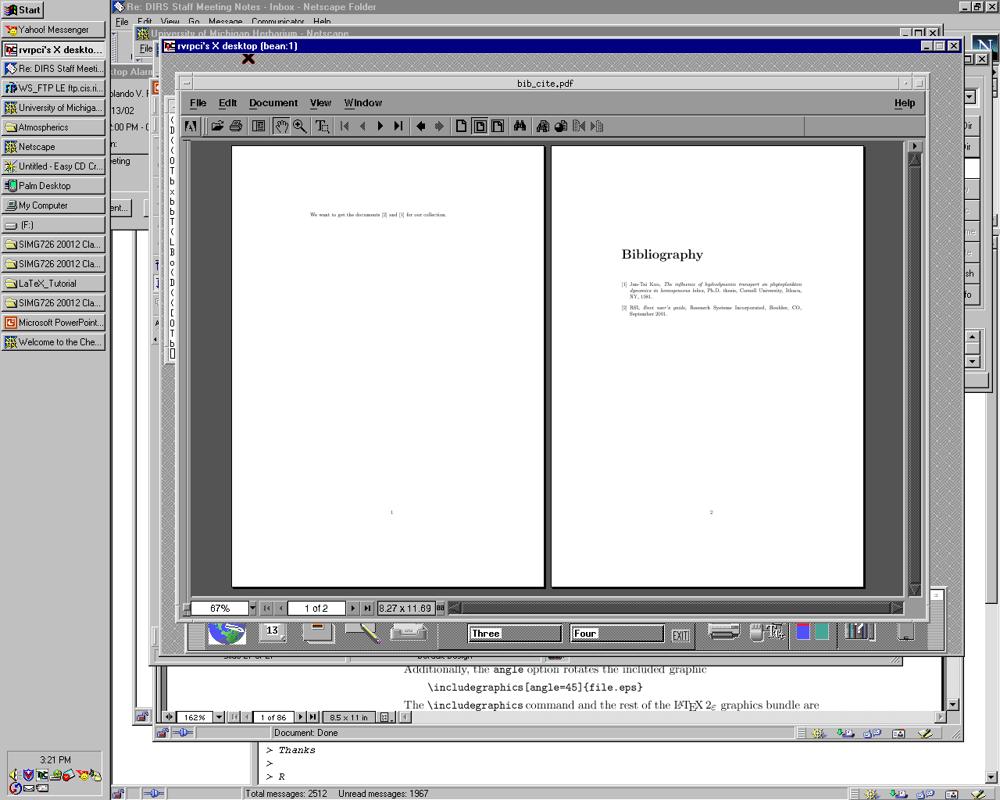 Start
Yahoo! Messenger
rvrpci's X deskto...
Re: DIRS Staff Meeti...
WS_FTP LE ftp.cis.ri...
University of Michiga...
Atmospherics
Netscape
Untitled - Easy CD Cr...
Palm Desktop
My Computer
(F:)
SIMG726 20012 Cla...
SIMG726 20012 Cla...
LaTeX_Tutorial
SIMG726 20012 Cla...
Microsoft PowerPoint...
Welcome to the Che...
3:21 PM
Re: DIRS Staff Meeting Notes - Inbox - Netscape Folder
File Edit View Go Message Communicator Help
University of Michigan Herbarium - Netscape
File
ktop Alarm
olando V. R
13/02
2:00 PM - 0
n:
eeting
ent...
rvrpci's X desktop (bean:1)
bib_cite.pdf
File Edit Document View Window Help
We want to get the documents [2] and [1] for our collection.
1
Bibliography
[1] Jan-Tai Kuo, The influence of hydrodynamic transport on phytoplankton
dynamics in homogeneous lakes, Ph.D. thesis, Cornell University, Ithaca,
NY, 1981.
[2] RSI, Envi user's guide, Research Systems Incorporated, Boulder, CO,
September 2001.
2
67% 1 of 2 8.27 x 11.69
13 Three Four EXIT
Additionally, the angle option rotates the included graphic
\includegraphics[angle=45]{file.eps}
The \includegraphics command and the rest of the LATEX 2ε graphics bundle are
162% 1 of 86 8.5 x 11 in
Document: Done
> Thanks
>
> R
Total messages: 2512 Unread messages: 1967